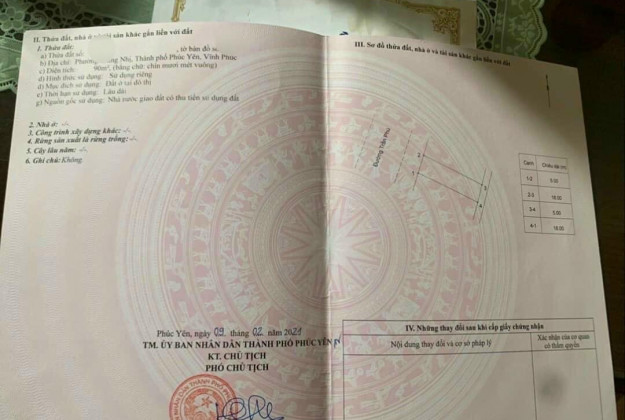 II. Thửa đất, nhà ở và tài sản khác gắn liền với đất
1. Thửa đất:
a) Thửa đất số: , tờ bản đồ số
b) Địa chỉ: Phường Nhị, Thành phố Phúc Yên, Vĩnh Phúc
c) Diện tích: 90m², (bằng chữ: chín mươi mét vuông)
d) Hình thức sử dụng: Sử dụng riêng
đ) Mục đích sử dụng: Đất ở tại đô thị
e) Thời hạn sử dụng: Lâu dài
g) Nguồn gốc sử dụng: Nhà nước giao đất có thu tiền sử dụng đất
2. Nhà ở: -/-
3. Công trình xây dựng khác: -/-
4. Rừng sản xuất là rừng trồng: -/-
5. Cây lâu năm: -/-
6. Ghi chú: Không.
Phúc Yên, ngày 09 tháng 02 năm 2021
TM. ỦY BAN NHÂN DÂN THÀNH PHỐ PHÚC YÊN
KT. CHỦ TỊCH
PHÓ CHỦ TỊCH
III. Sơ đồ thửa đất, nhà ở và tài sản khác gắn liền với đất
Đường Trần Phú
Cạnh Chiều dài (m)
1-2 5.00
2-3 18.00
3-4 5.00
4-1 18.00
IV. Những thay đổi sau khi cấp giấy chứng nhận
Nội dung thay đổi và cơ sở pháp lý
Xác nhận của cơ quan
có thẩm quyền